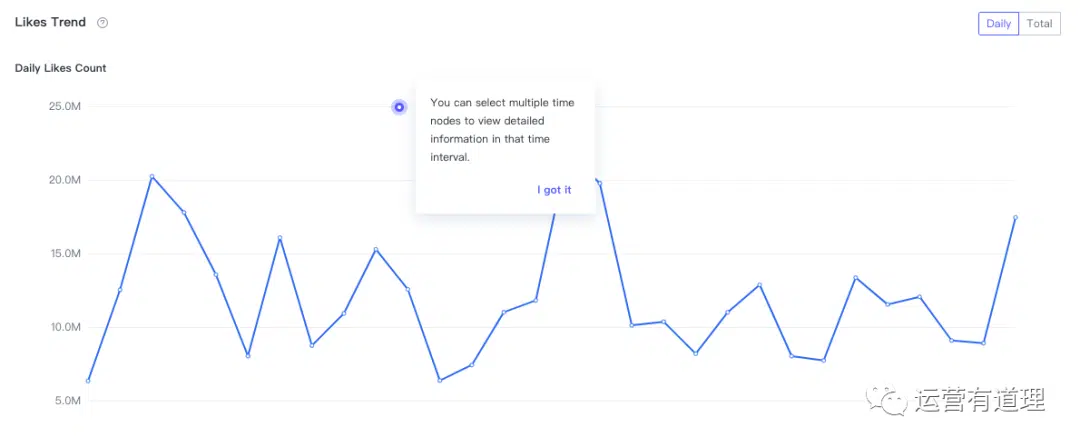 Likes Trend ?
Daily Total
Daily Likes Count
25.0M
You can select multiple time
nodes to view detailed
information in that time
interval.
I got it
20.0M
15.0M
10.0M
5.0M
运营有道理